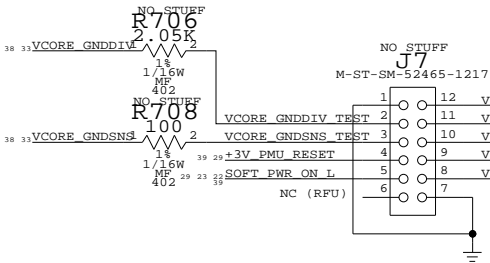 NO STUFF
R706
2.05K
38 33 VCORE_GNDDIV 1 2
1%
1/16W
MF
402
NO STUFF
R708
100
38 33 VCORE_GNDSNS 1 2
1%
1/16W
MF
402
NO STUFF
J7
M-ST-SM-52465-1217
1 12 V
VCORE_GNDDIV_TEST 2 11 V
VCORE_GNDSNS_TEST 3 10 V
39 29 +3V_PMU_RESET 4 9 V
29 23 22 39 SOFT_PWR_ON_L 5 8 V
NC (RFU) 6 7